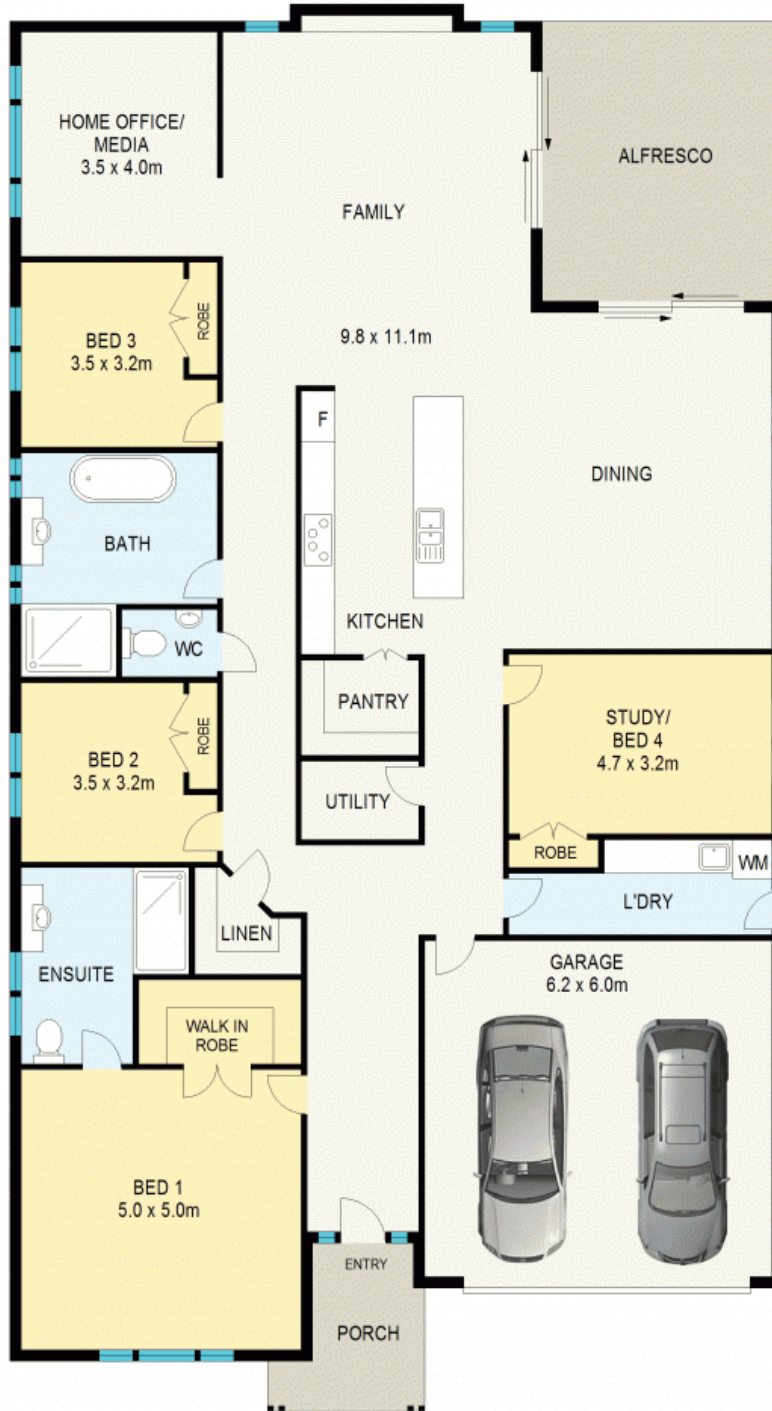 HOME OFFICE/
MEDIA
3.5 x 4.0m
FAMILY
ALFRESCO
9.8 x 11.1m
BED 3
3.5 x 3.2m
ROBE
F
DINING
BATH
KITCHEN
WC
PANTRY
BED 2
3.5 x 3.2m
ROBE
STUDY/
BED 4
4.7 x 3.2m
UTILITY
ROBE
WM
L'DRY
LINEN
ENSUITE
GARAGE
6.2 x 6.0m
WALK IN
ROBE
BED 1
5.0 x 5.0m
ENTRY
PORCH